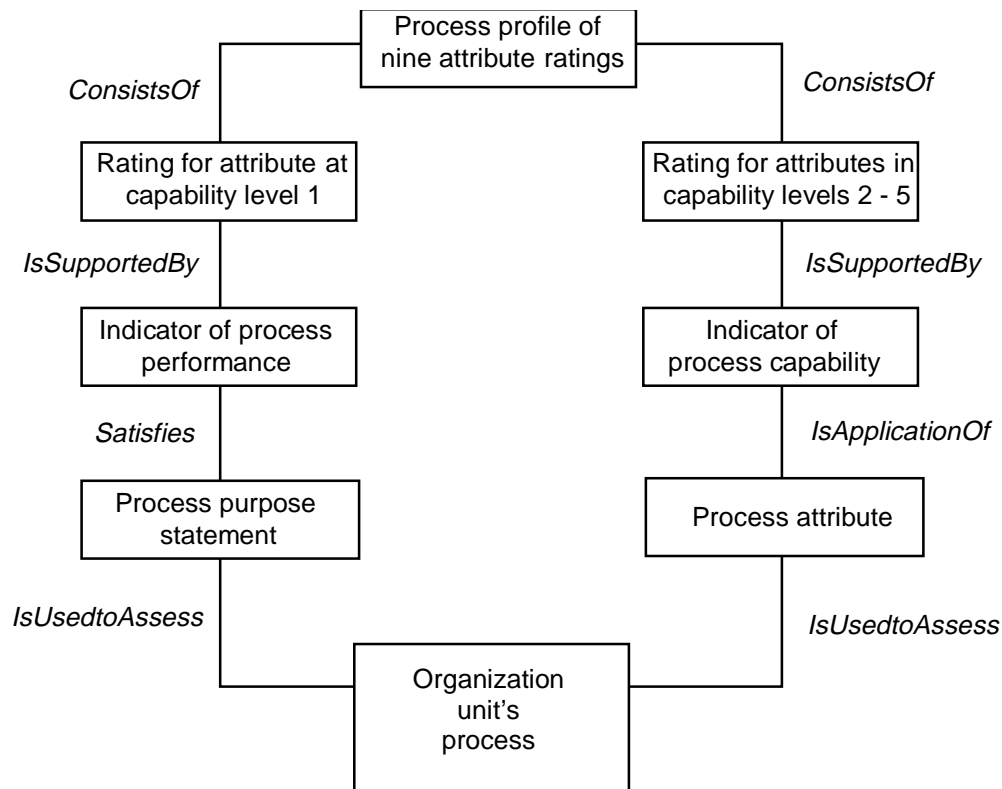 Process profile of
nine attribute ratings
ConsistsOf
ConsistsOf
Rating for attribute at
capability level 1
Rating for attributes in
capability levels 2 - 5
IsSupportedBy
IsSupportedBy
Indicator of process
performance
Indicator of
process capability
Satisfies
IsApplicationOf
Process purpose
statement
Process attribute
IsUsedtoAssess
IsUsedtoAssess
Organization
unit's
process